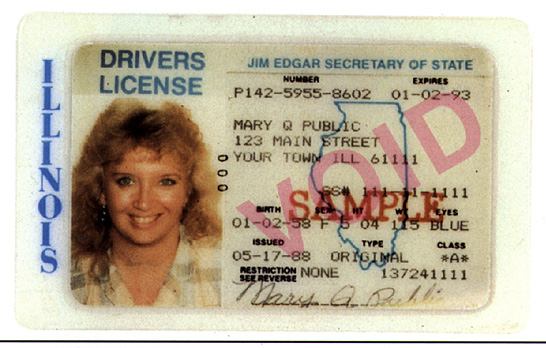 ILLINOIS
DRIVERS
LICENSE
JIM EDGAR SECRETARY OF STATE
NUMBER EXPIRES
P142-5955-8602 01-02-93
MARY Q PUBLIC
123 MAIN STREET
YOUR TOWN ILL 61111
000
SS# 111-11-1111
VOID
SAMPLE
BIRTH SEX HT WT EYES
01-02-58 F 5 04 115 BLUE
ISSUED TYPE CLASS
05-17-88 ORIGINAL *A*
RESTRICTION NONE 137241111
SEE REVERSE
Mary Q Public